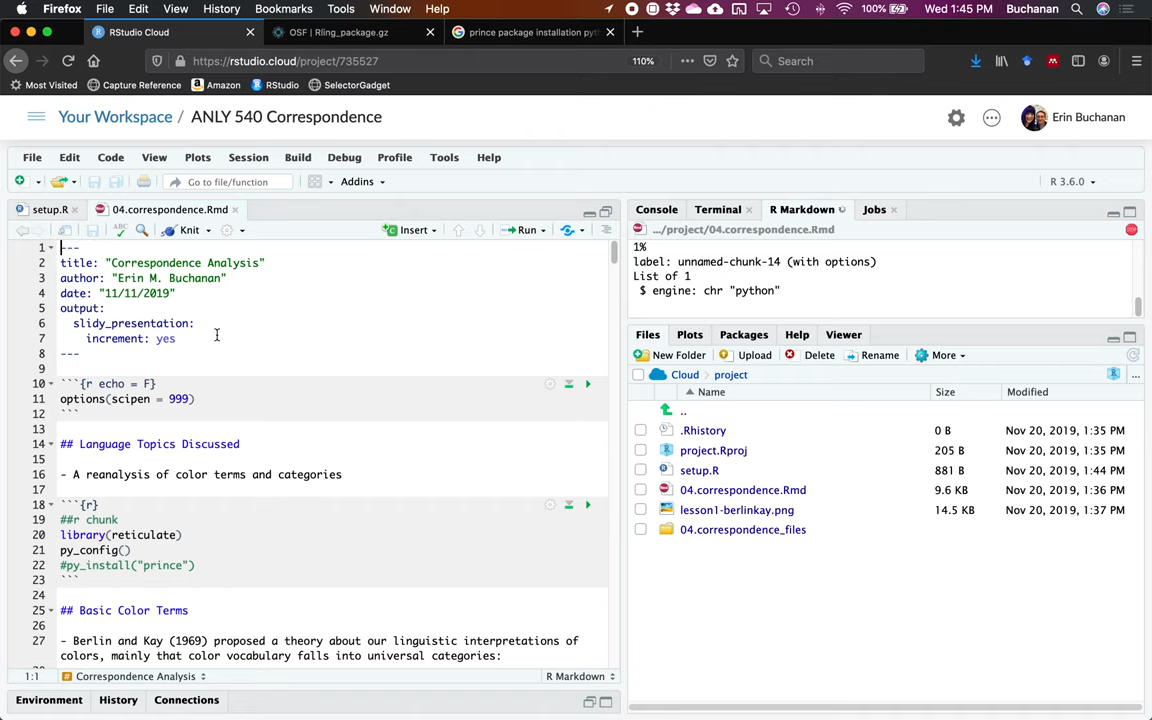 Firefox File Edit View History Bookmarks Tools Window Help 100% Wed 1:45 PM Buchanan
RStudio Cloud OSF | Rling_package.gz prince package installation pyth
https://rstudio.cloud/project/735527 110% Search
Most Visited Capture Reference Amazon RStudio SelectorGadget
Your Workspace / ANLY 540 Correspondence Erin Buchanan
File Edit Code View Plots Session Build Debug Profile Tools Help
Go to file/function Addins R 3.6.0
setup.R 04.correspondence.Rmd
Knit Insert Run
1 ---
2 title: "Correspondence Analysis"
3 author: "Erin M. Buchanan"
4 date: "11/11/2019"
5 output:
6 slidy_presentation:
7 increment: yes
8 ---
9
10 ```{r echo = F}
11 options(scipen = 999)
12 ```
13
14 ## Language Topics Discussed
15
16 - A reanalysis of color terms and categories
17
18 ```{r}
19 ##r chunk
20 library(reticulate)
21 py_config()
22 #py_install("prince")
23 ```
24
25 ## Basic Color Terms
26
27 - Berlin and Kay (1969) proposed a theory about our linguistic interpretations of
colors, mainly that color vocabulary falls into universal categories:
1:1 Correspondence Analysis R Markdown
Environment History Connections
Console Terminal R Markdown Jobs
.../project/04.correspondence.Rmd
1%
label: unnamed-chunk-14 (with options)
List of 1
$ engine: chr "python"
Files Plots Packages Help Viewer
New Folder Upload Delete Rename More
Cloud project ...
Name Size Modified
..
.Rhistory 0 B Nov 20, 2019, 1:35 PM
project.Rproj 205 B Nov 20, 2019, 1:35 PM
setup.R 881 B Nov 20, 2019, 1:44 PM
04.correspondence.Rmd 9.6 KB Nov 20, 2019, 1:36 PM
lesson1-berlinkay.png 14.5 KB Nov 20, 2019, 1:37 PM
04.correspondence_files